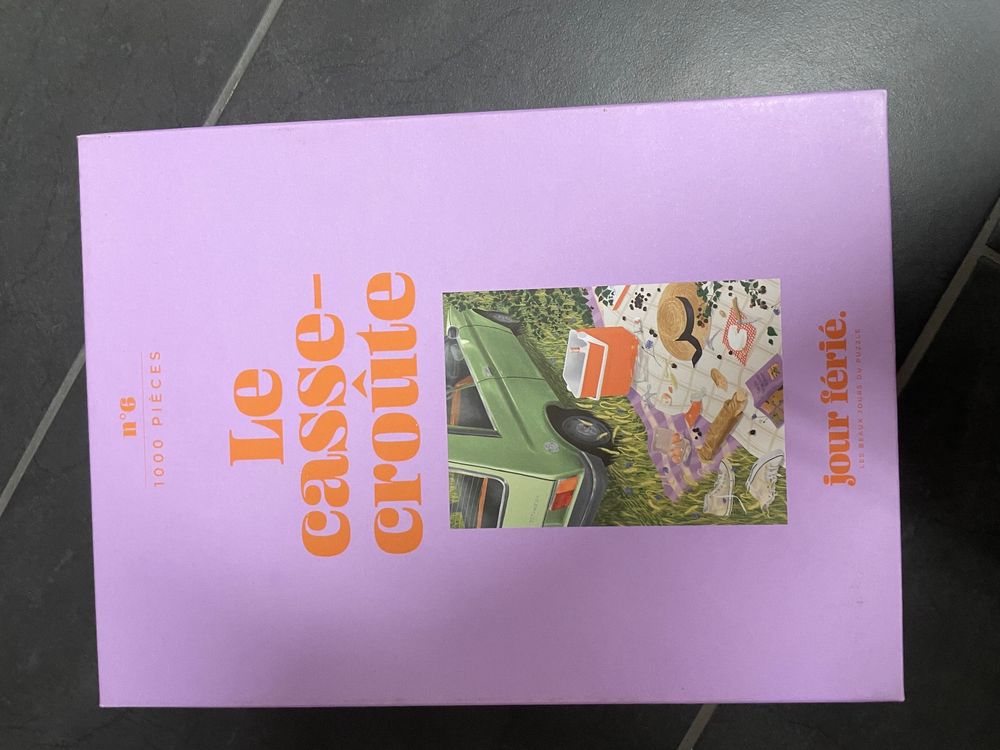 n°6
1000 PIÈCES
Le
casse-
croûte
jour férié.
LES BEAUX JOURS DU PUZZLE